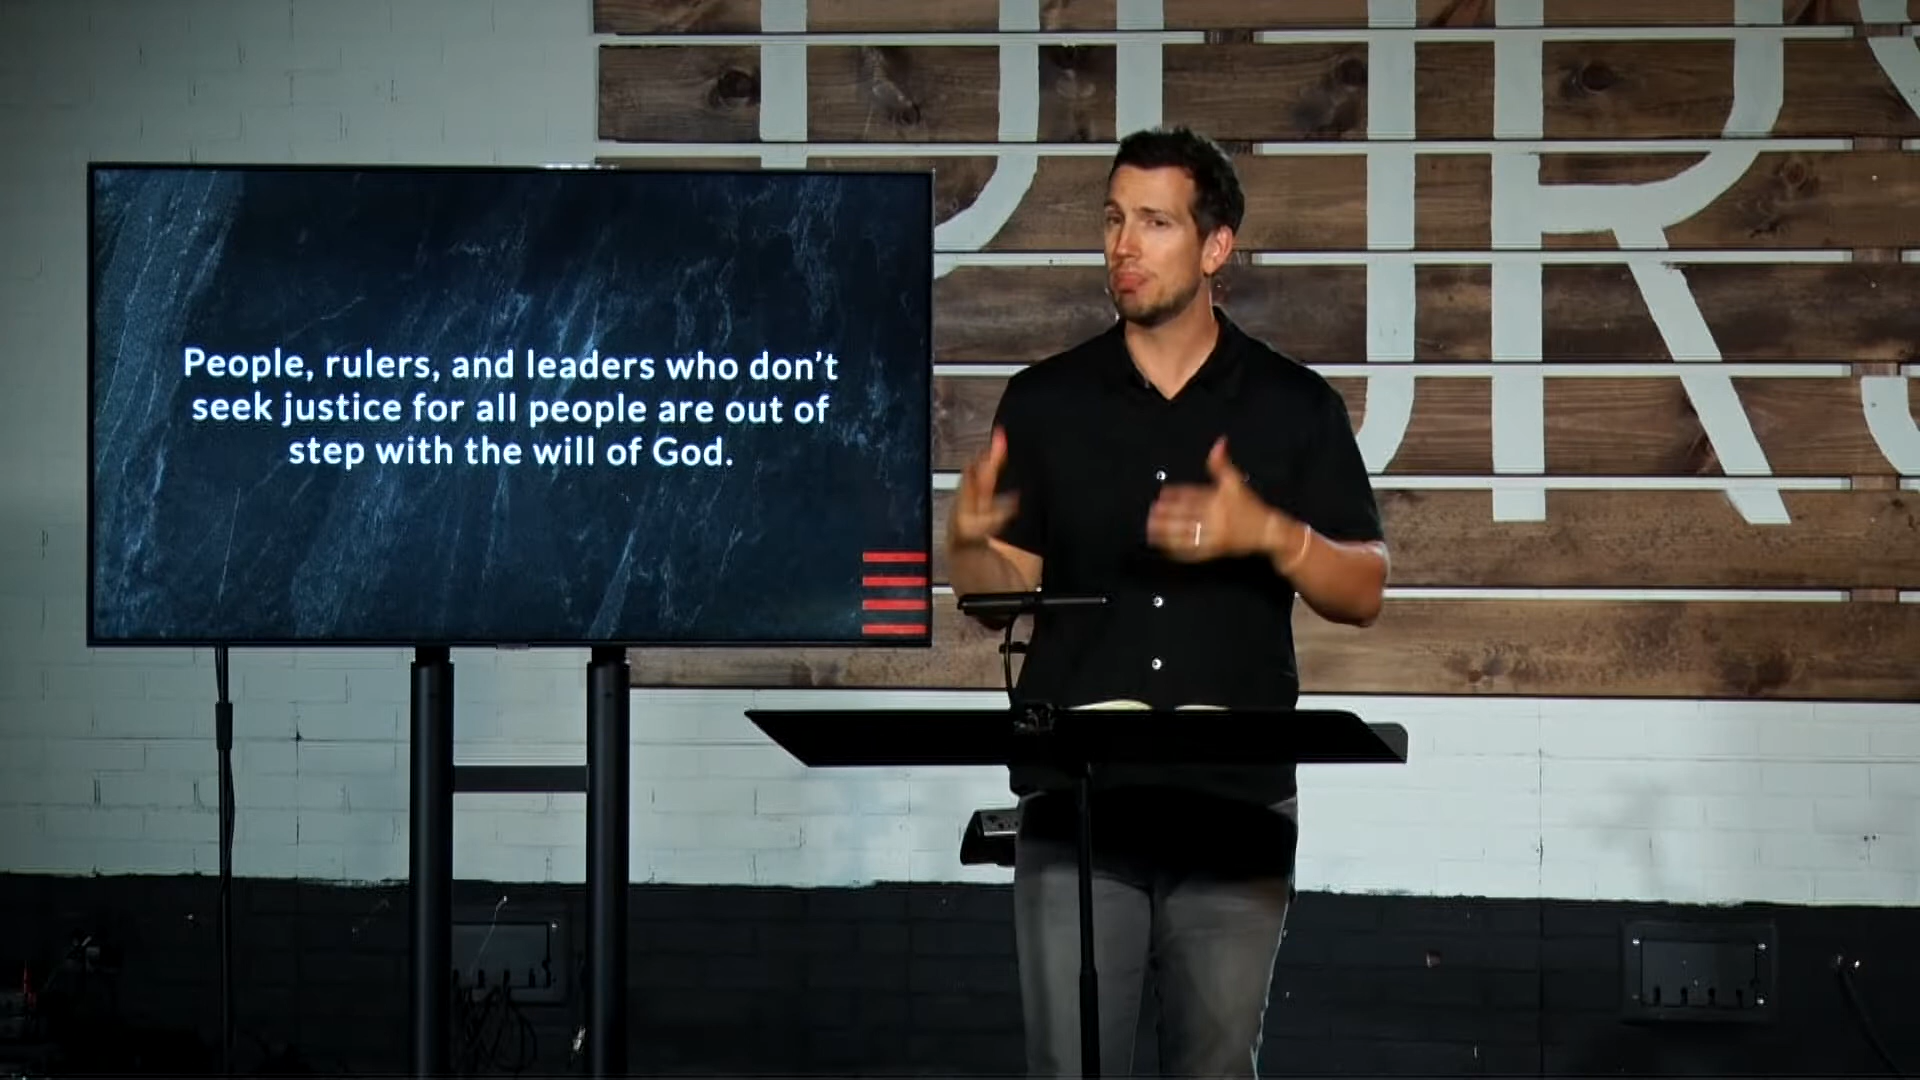 People, rulers, and leaders who don't
seek justice for all people are out of
step with the will of God.